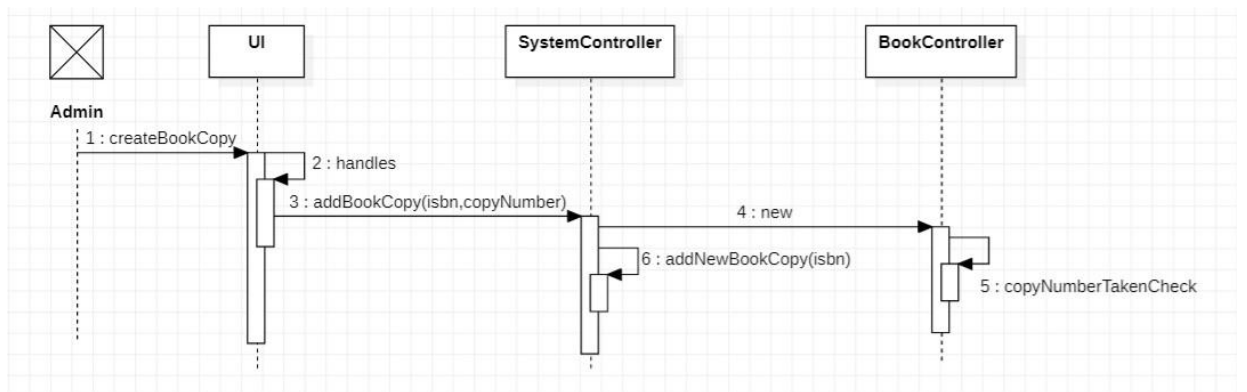 UI
SystemController
BookController
Admin
1 : createBookCopy
2 : handles
3 : addBookCopy(isbn,copyNumber)
4 : new
6 : addNewBookCopy(isbn)
5 : copyNumberTakenCheck